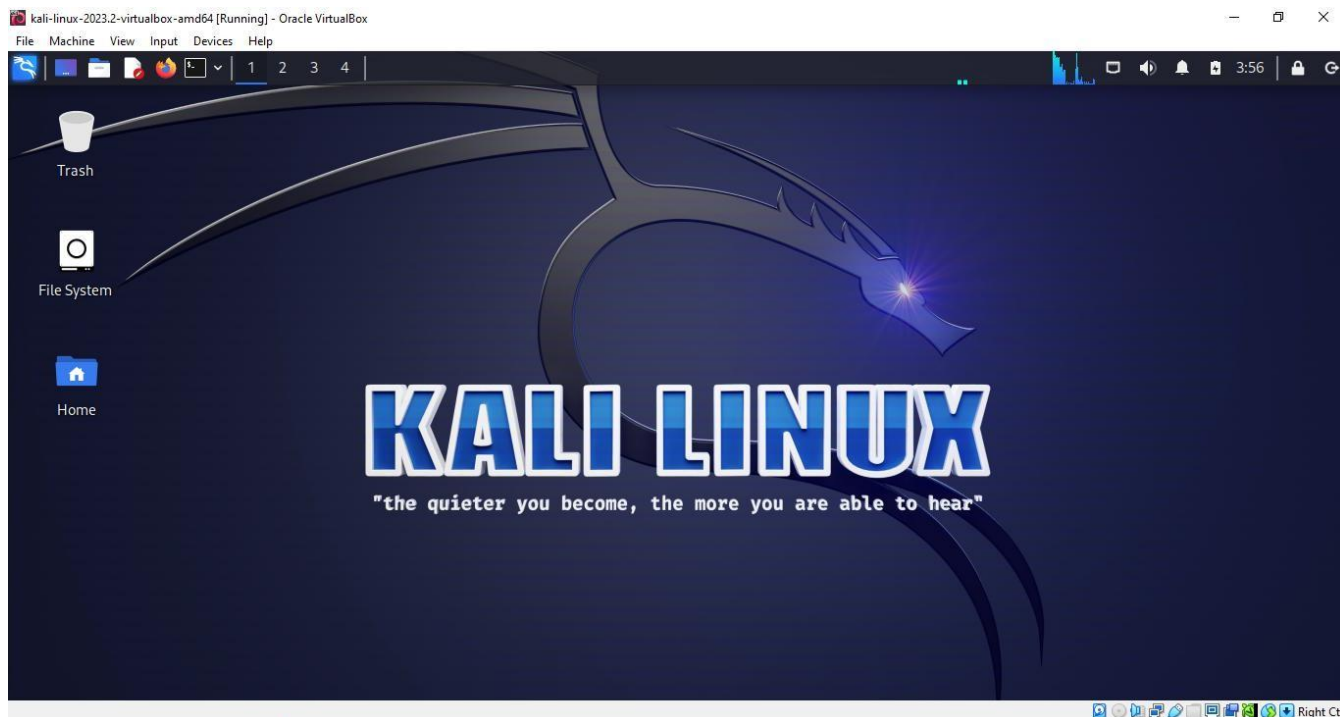 kali-linux-2023.2-virtualbox-amd64 [Running] - Oracle VirtualBox
File Machine View Input Devices Help
1 2 3 4
3:56
Trash
File System
Home
KALI LINUX
"the quieter you become, the more you are able to hear"
Right Ct